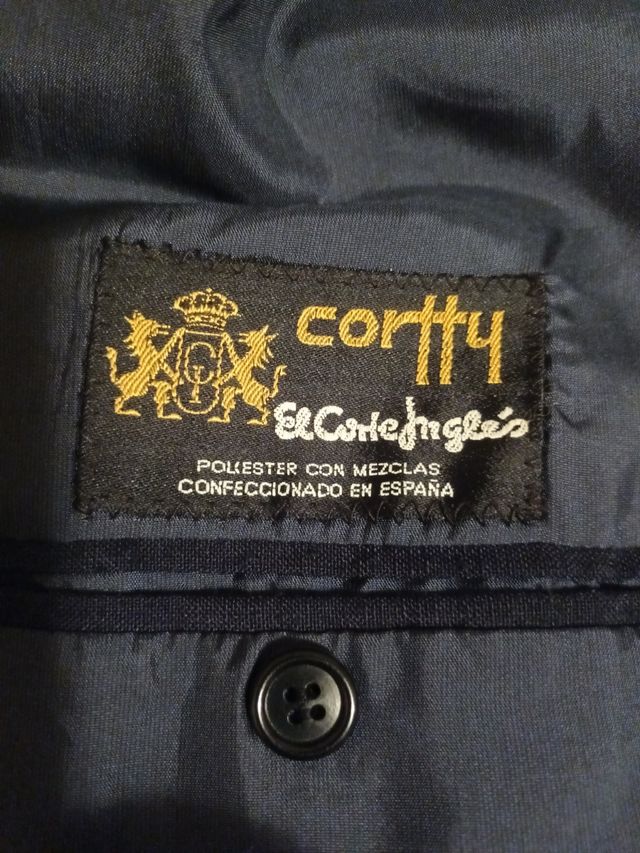 cortty
El Corte Inglés
POLIESTER CON MEZCLAS
CONFECCIONADO EN ESPAÑA